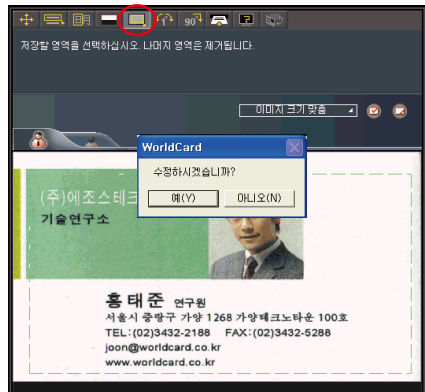 90°
저장할 영역을 선택하십시오. 나머지 영역은 제거됩니다.
이미지 크기 맞춤
WorldCard
수정하시겠습니까?
예(Y)
아니오(N)
(주)에조스테크
기술연구소
홍태준 연구원
서울시 중랑구 가양 1268 가양테크노타운 100호
TEL:(02)3432-2188 FAX:(02)3432-5288
joon@worldcard.co.kr
www.worldcard.co.kr